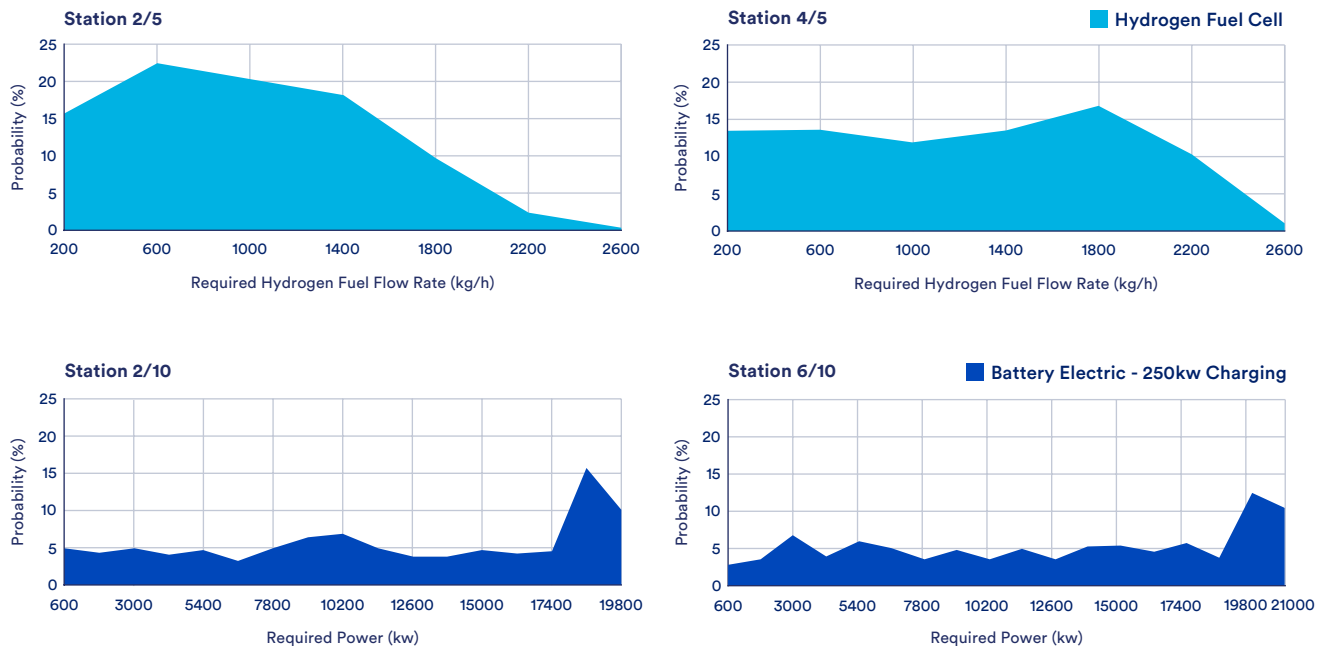 Station 2/5
Probability (%)
25
20
15
10
5
0
200 600 1000 1400 1800 2200 2600
Required Hydrogen Fuel Flow Rate (kg/h)
Station 4/5
Hydrogen Fuel Cell
Probability (%)
25
20
15
10
5
0
200 600 1000 1400 1800 2200 2600
Required Hydrogen Fuel Flow Rate (kg/h)
Station 2/10
Probability (%)
25
20
15
10
5
0
600 3000 5400 7800 10200 12600 15000 17400 19800
Required Power (kw)
Station 6/10
Battery Electric - 250kw Charging
Probability (%)
25
20
15
10
5
0
600 3000 5400 7800 10200 12600 15000 17400 19800 21000
Required Power (kw)